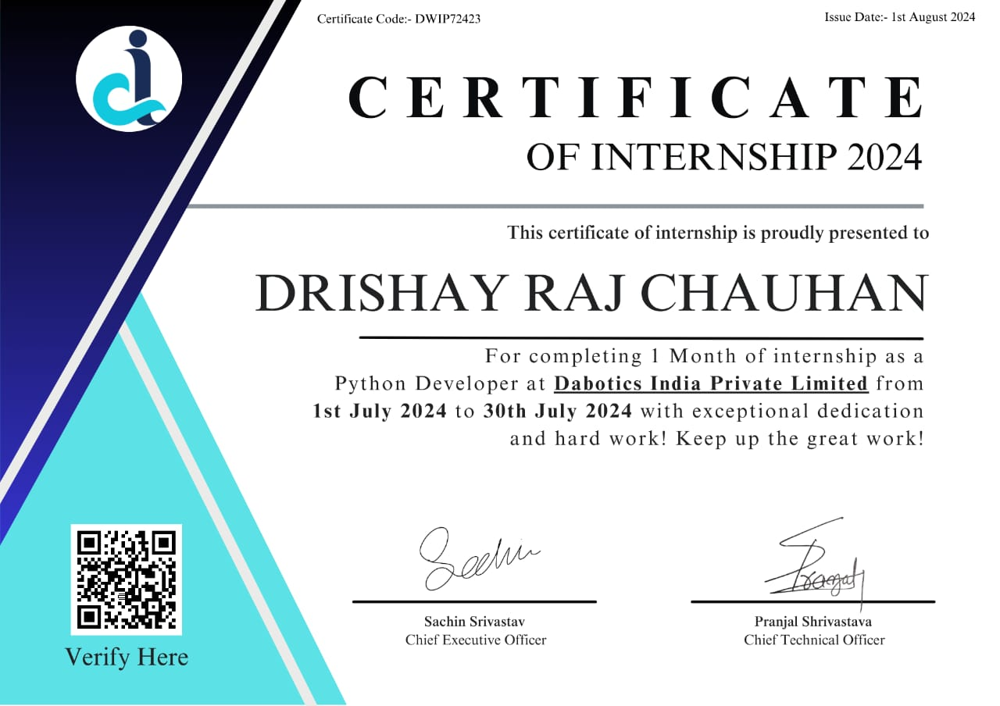 Certificate Code:- DWIP72423
Issue Date:- 1st August 2024
CERTIFICATE
OF INTERNSHIP 2024
This certificate of internship is proudly presented to
DRISHAY RAJ CHAUHAN
For completing 1 Month of internship as a
Python Developer at Dabotics India Private Limited from
1st July 2024 to 30th July 2024 with exceptional dedication
and hard work! Keep up the great work!
Sachin
Pranjal
Sachin Srivastav
Pranjal Shrivastava
Chief Executive Officer
Chief Technical Officer
Verify Here